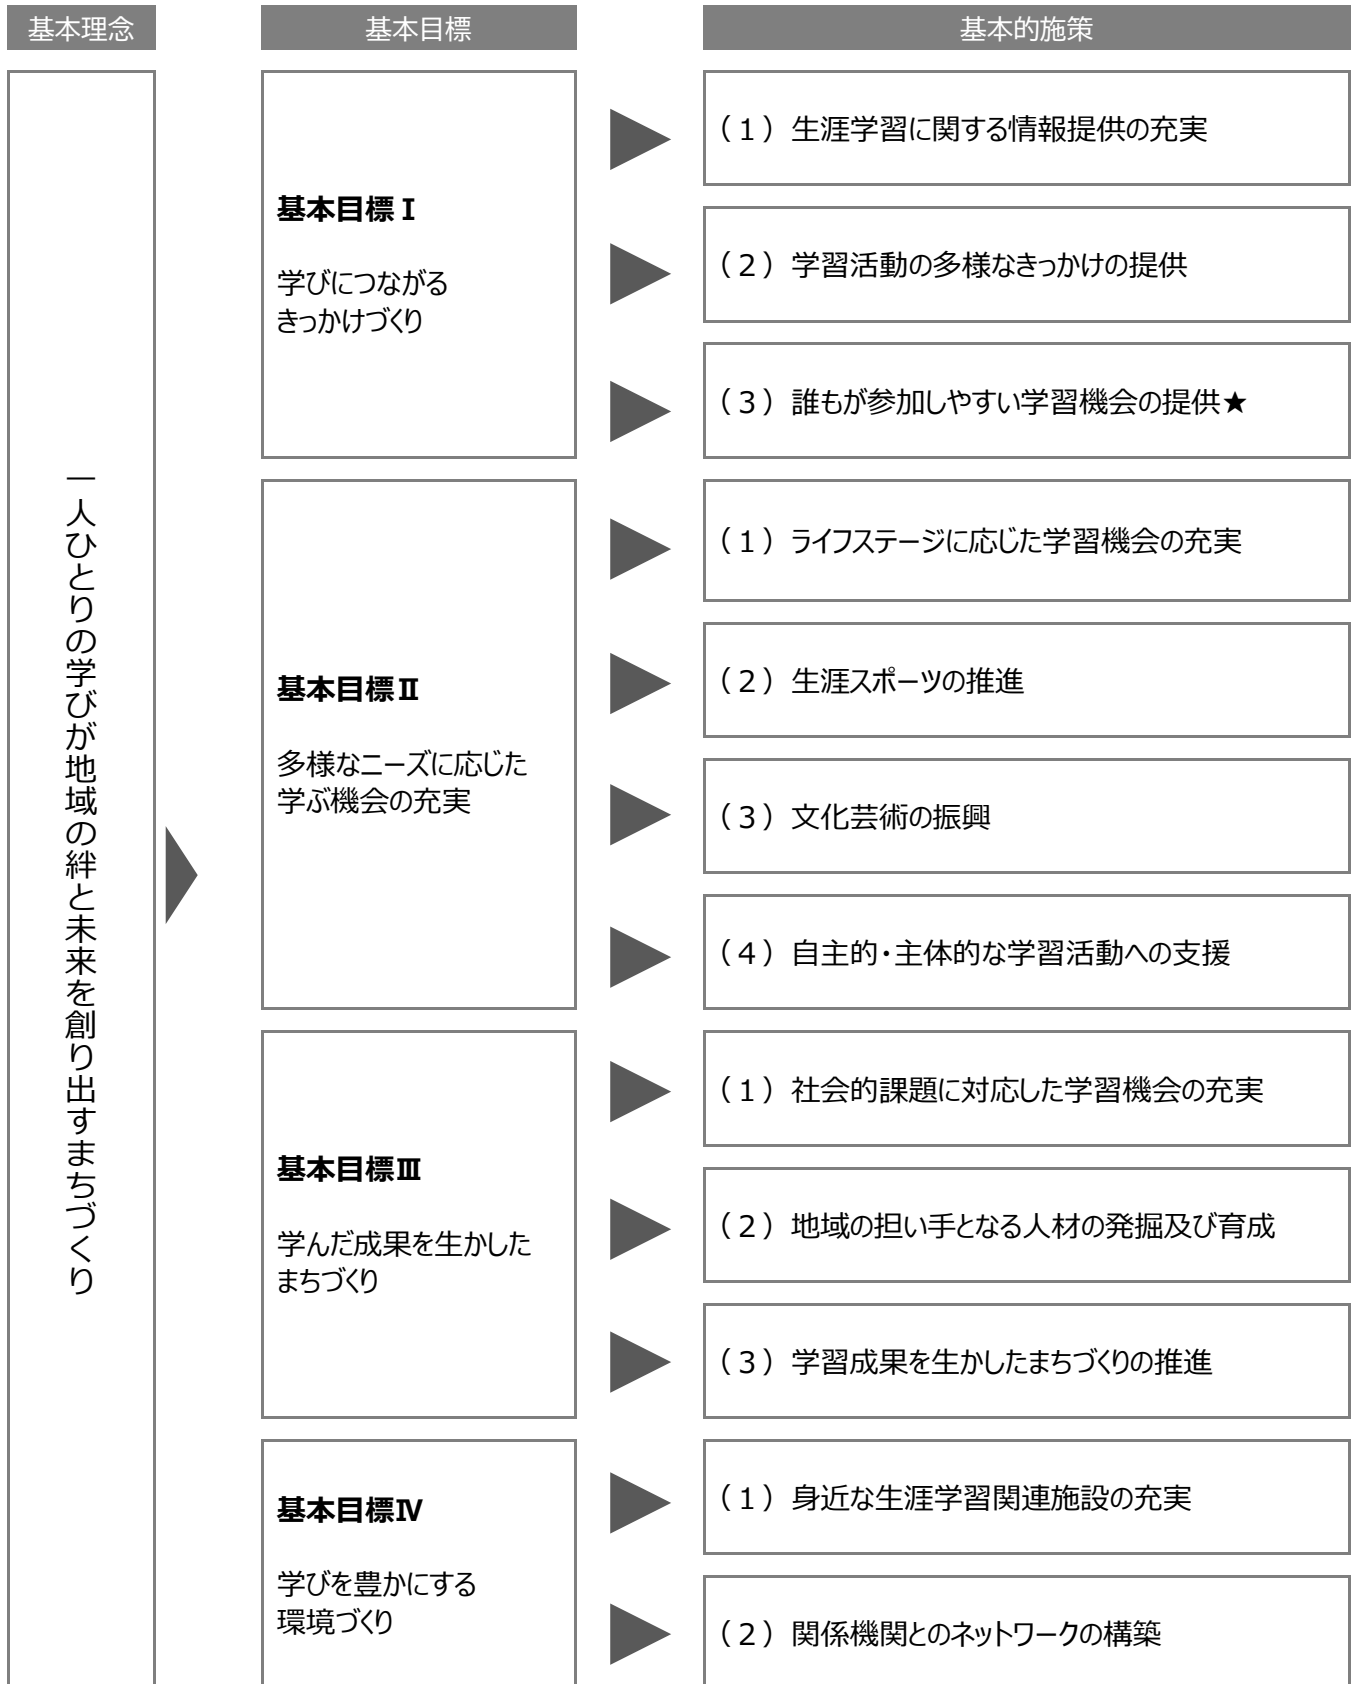 基本理念
基本目標
基本的施策
一人ひとりの学びが地域の絆と未来を創り出すまちづくり
基本目標Ⅰ
学びにつながる
きっかけづくり
（１）生涯学習に関する情報提供の充実
（２）学習活動の多様なきっかけの提供
（３）誰もが参加しやすい学習機会の提供★
基本目標Ⅱ
多様なニーズに応じた
学ぶ機会の充実
（１）ライフステージに応じた学習機会の充実
（２）生涯スポーツの推進
（３）文化芸術の振興
（４）自主的・主体的な学習活動への支援
基本目標Ⅲ
学んだ成果を生かした
まちづくり
（１）社会的課題に対応した学習機会の充実
（２）地域の担い手となる人材の発掘及び育成
（３）学習成果を生かしたまちづくりの推進
基本目標Ⅳ
学びを豊かにする
環境づくり
（１）身近な生涯学習関連施設の充実
（２）関係機関とのネットワークの構築